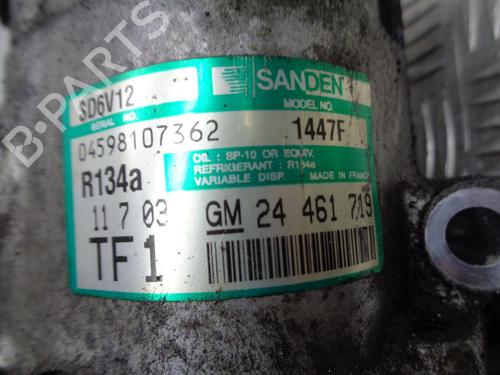 SD6V12
SANDEN
SERIAL NO.
MODEL NO.
04598107362
1447F
R134a
OIL : SP-10 OR EQUIV.
REFRIGERANT : R134a
VARIABLE DISP.
MADE IN FRANCE
11 7 03
GM 24 461 719
TF1
B-PARTS